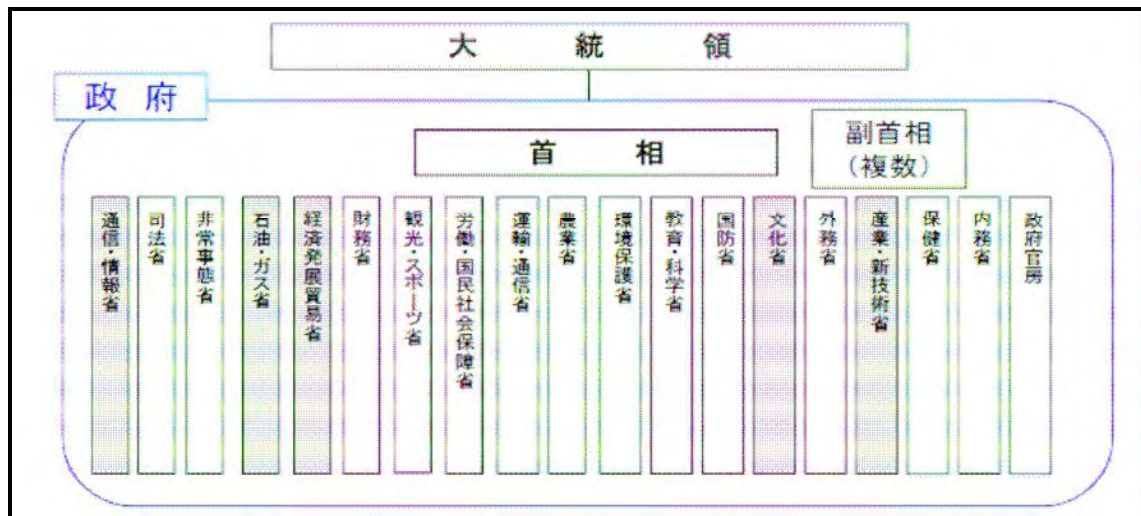 大統領
政府
首相
副首相
(複数)
通信・情報省
司法省
非常事態省
石油・ガス省
経済発展貿易省
財務省
観光・スポーツ省
労働・国民社会保障省
運輸・通信省
農業省
環境保護省
教育・科学省
国防省
文化省
外務省
産業・新技術省
保健省
内務省
政府官房